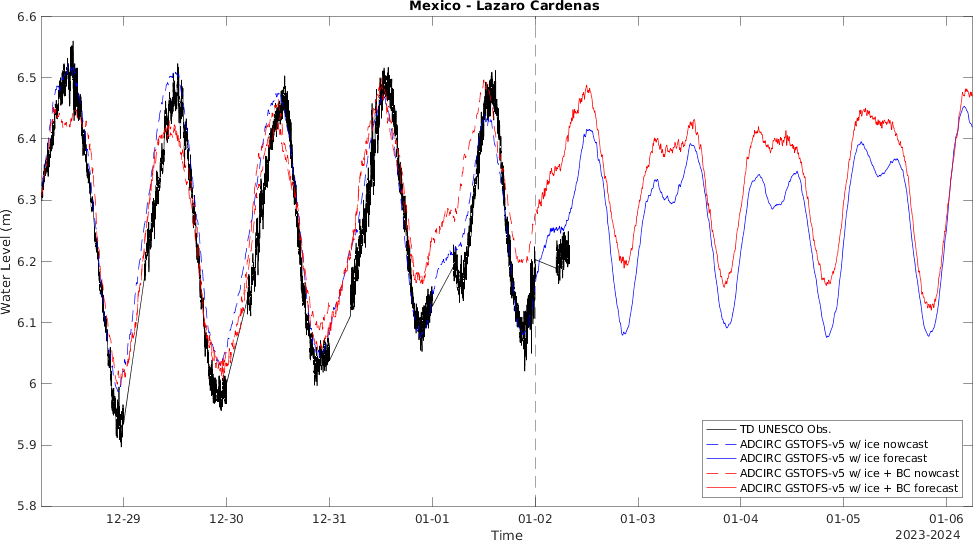 Mexico - Lazaro Cardenas
Water Level (m)
6.6
6.5
6.4
6.3
6.2
6.1
6
5.9
5.8
TD UNESCO Obs.
ADCIRC GSTOFS-v5 w/ ice nowcast
ADCIRC GSTOFS-v5 w/ ice forecast
ADCIRC GSTOFS-v5 w/ ice + BC nowcast
ADCIRC GSTOFS-v5 w/ ice + BC forecast
12-29 12-30 12-31 01-01 01-02 01-03 01-04 01-05 01-06
Time
2023-2024